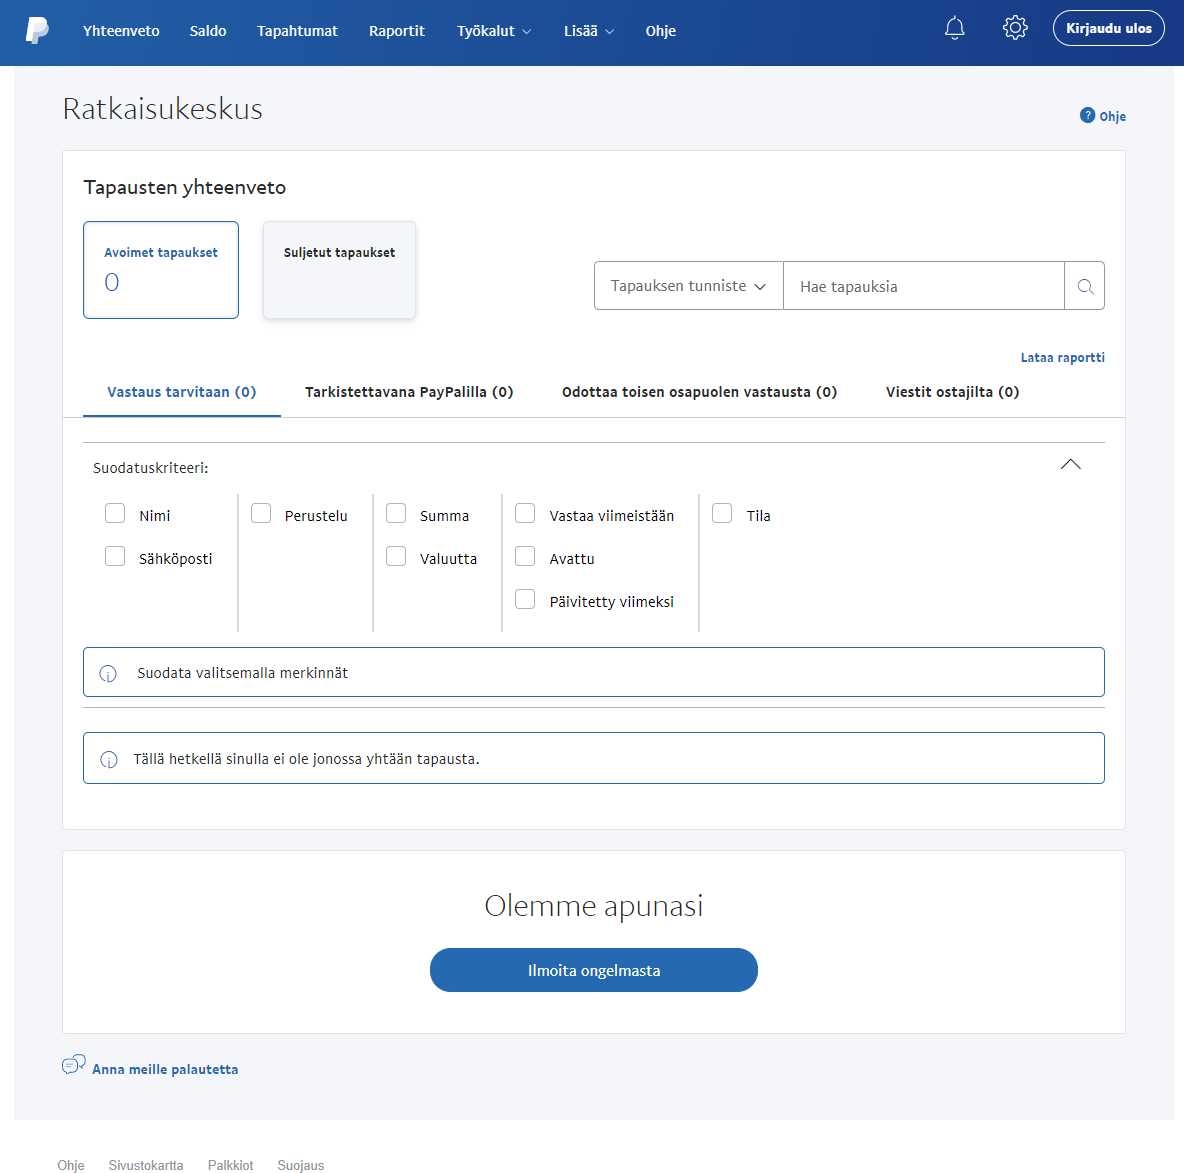 Yhteenveto Saldo Tapahtumat Raportit Työkalut Lisää Ohje Kirjaudu ulos
Ratkaisukeskus
? Ohje
Tapausten yhteenveto
Avoimet tapaukset
0
Suljetut tapaukset
Tapauksen tunniste Hae tapauksia
Lataa raportti
Vastaus tarvitaan (0) Tarkistettavana PayPalilla (0) Odottaa toisen osapuolen vastausta (0) Viestit ostajilta (0)
Suodatuskriteeri:
Nimi Perustelu Summa Vastaa viimeistään Tila
Sähköposti Valuutta Avattu
Päivitetty viimeksi
Suodata valitsemalla merkinnät
Tällä hetkellä sinulla ei ole jonossa yhtään tapausta.
Olemme apunasi
Ilmoita ongelmasta
Anna meille palautetta
Ohje Sivustokartta Palkkiot Suojaus